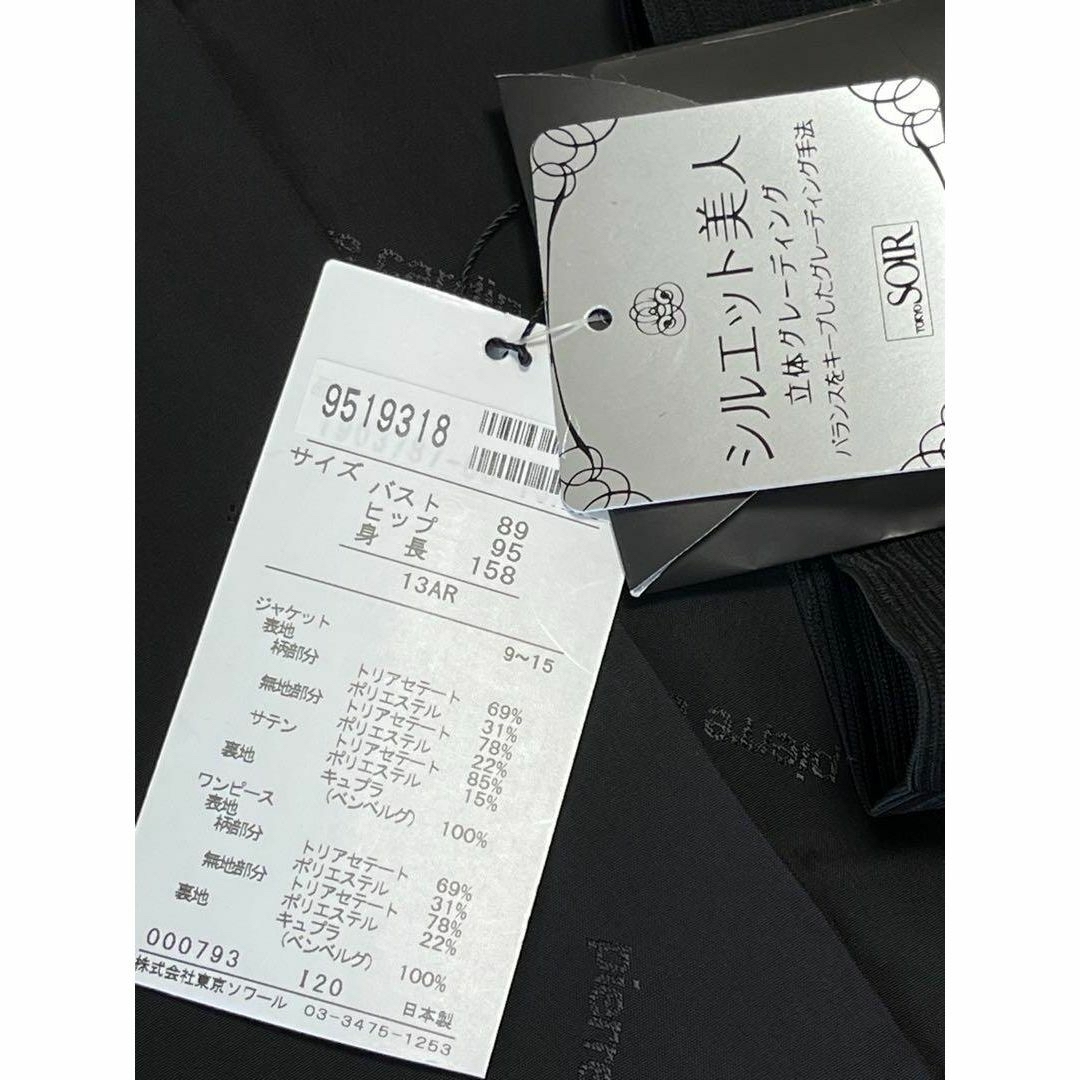 シルエット美人
立体グレーディング
バランスをキープしたグレーディング手法
TOKYO SOIR
9519318
サイズ
バスト 89
ヒップ 95
身長 158
13AR
9~15
ジャケット
表地
柄部分
トリアセテート 69%
ポリエステル 31%
無地部分
トリアセテート 78%
ポリエステル 22%
サテン
トリアセテート 85%
ポリエステル 15%
裏地
キュプラ
(ベンベルグ) 100%
ワンピース
表地
柄部分
トリアセテート 69%
ポリエステル 31%
無地部分
トリアセテート 78%
ポリエステル 22%
裏地
キュプラ
(ベンベルグ) 100%
000793 I20 日本製
株式会社東京ソワール 03-3475-1253